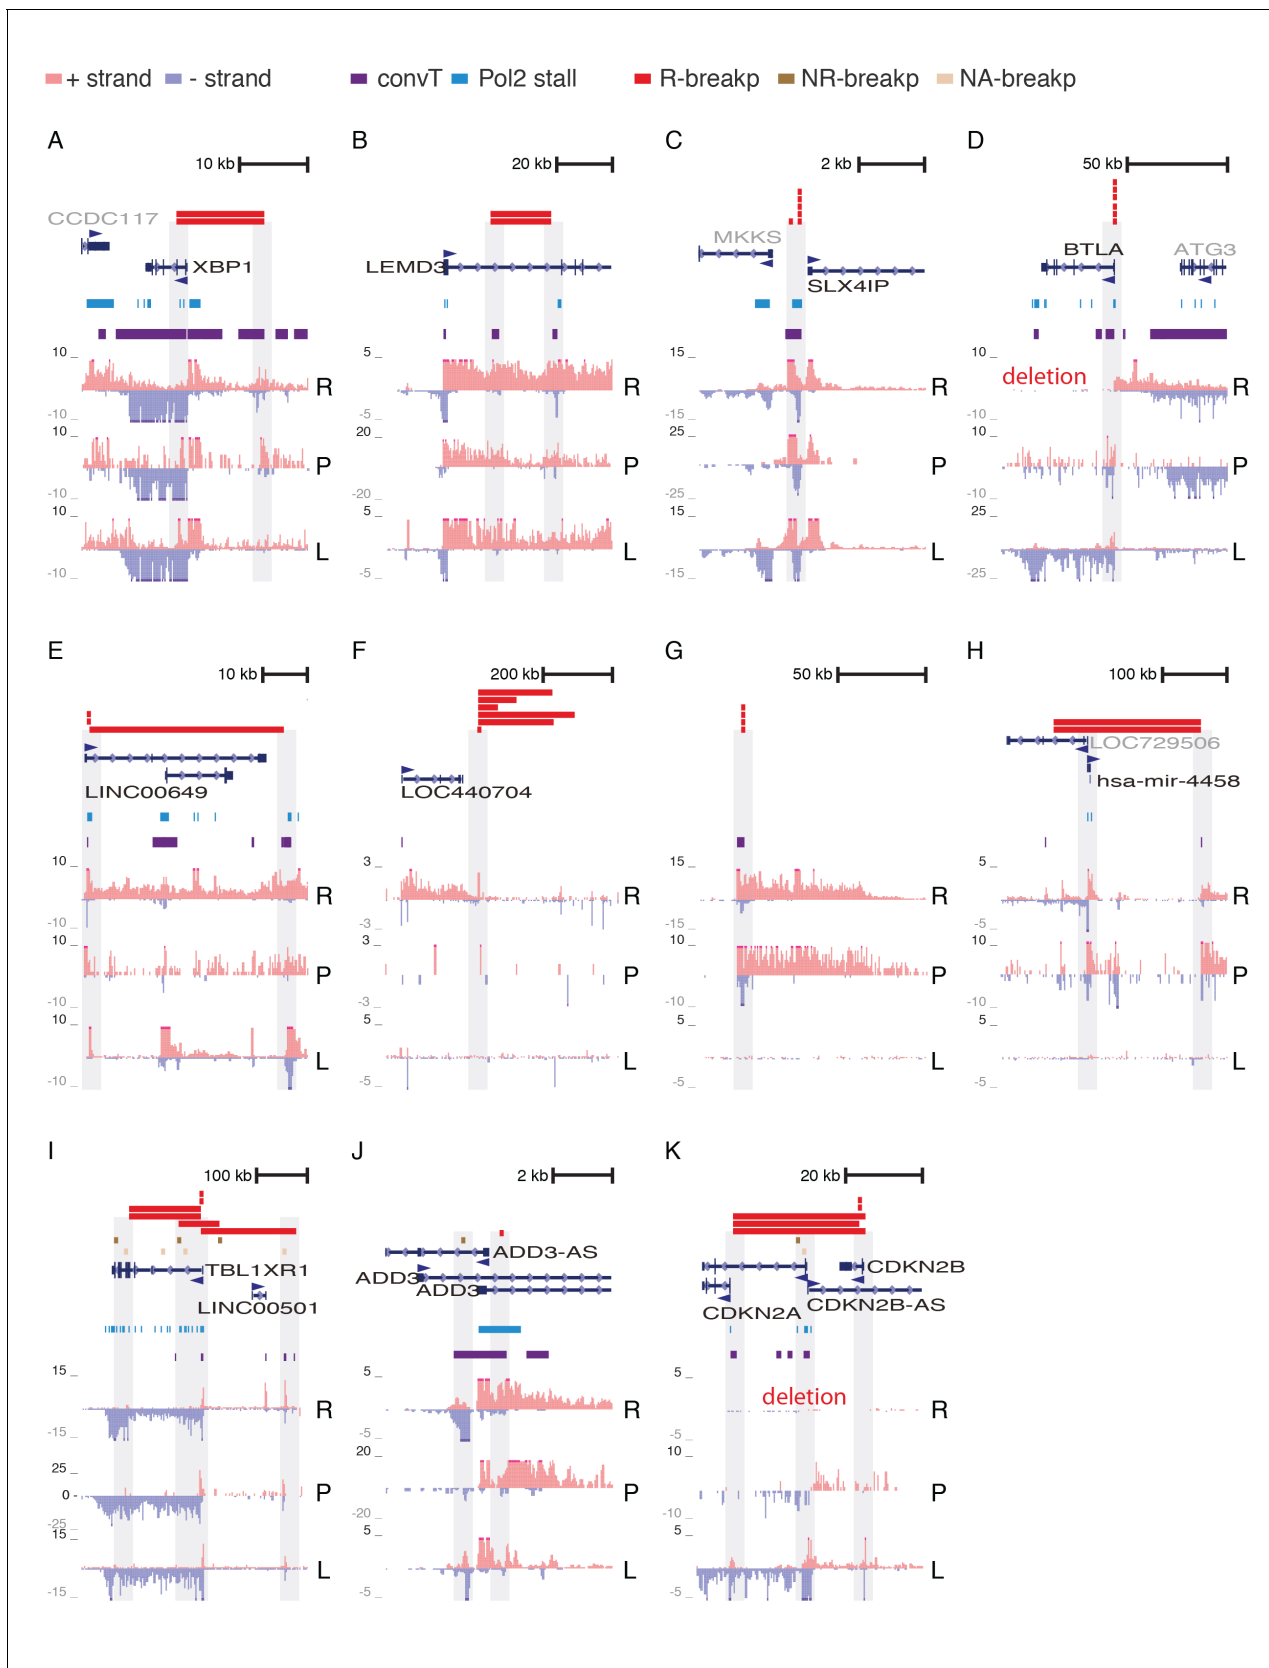 + strand - strand convT Pol2 stall R-breakp NR-breakp NA-breakp
A B C D
10 kb 20 kb 2 kb 50 kb
CCDC117 XBP1
LEMD3
MKKS SLX4IP
BTLA ATG3
10 R -10
10 P -10
10 L -10
5 R -5
20 P -20
5 L -5
15 R -15
25 P -25
15 L -15
10 deletion R -10
10 P -10
25 L -25
E F G H
10 kb 200 kb 50 kb 100 kb
LINC00649
LOC440704
LOC729506
hsa-mir-4458
10 R -10
10 P -10
10 L -10
3 R -3
3 P -3
5 L -5
15 R -15
10 P -10
5 L -5
5 R -5
10 P -10
5 L -5
I J K
100 kb 2 kb 20 kb
TBL1XR1
LINC00501
ADD3-AS
ADD3
ADD3
CDKN2B
CDKN2A CDKN2B-AS
15 R -15
25 0 P -25
15 L -15
5 R -5
20 P -20
5 L -5
5 deletion R -5
10 P -10
5 L -5